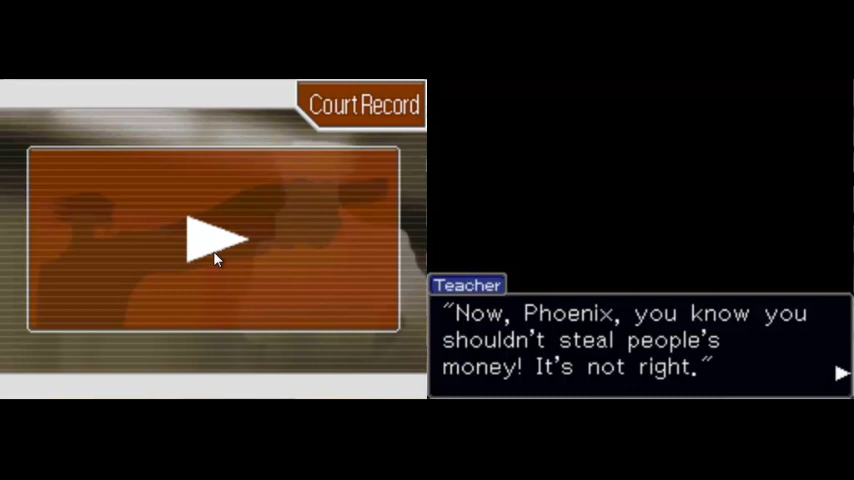 Court Record
Teacher
"Now, Phoenix, you know you
shouldn't steal people's
money! It's not right."